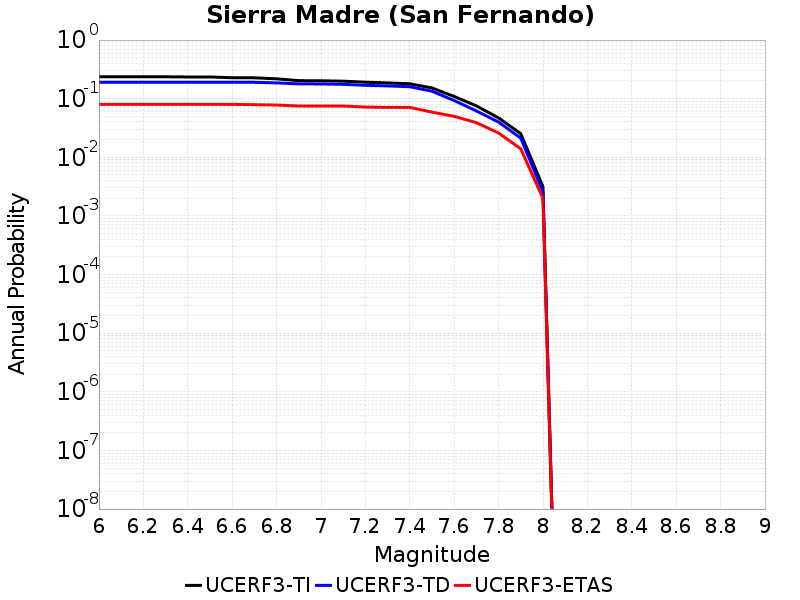 Sierra Madre (San Fernando)
10^0
10^-1
10^-2
10^-3
10^-4
10^-5
10^-6
10^-7
10^-8
Annual Probability
6 6.2 6.4 6.6 6.8 7 7.2 7.4 7.6 7.8 8 8.2 8.4 8.6 8.8 9
Magnitude
UCERF3-TI UCERF3-TD UCERF3-ETAS